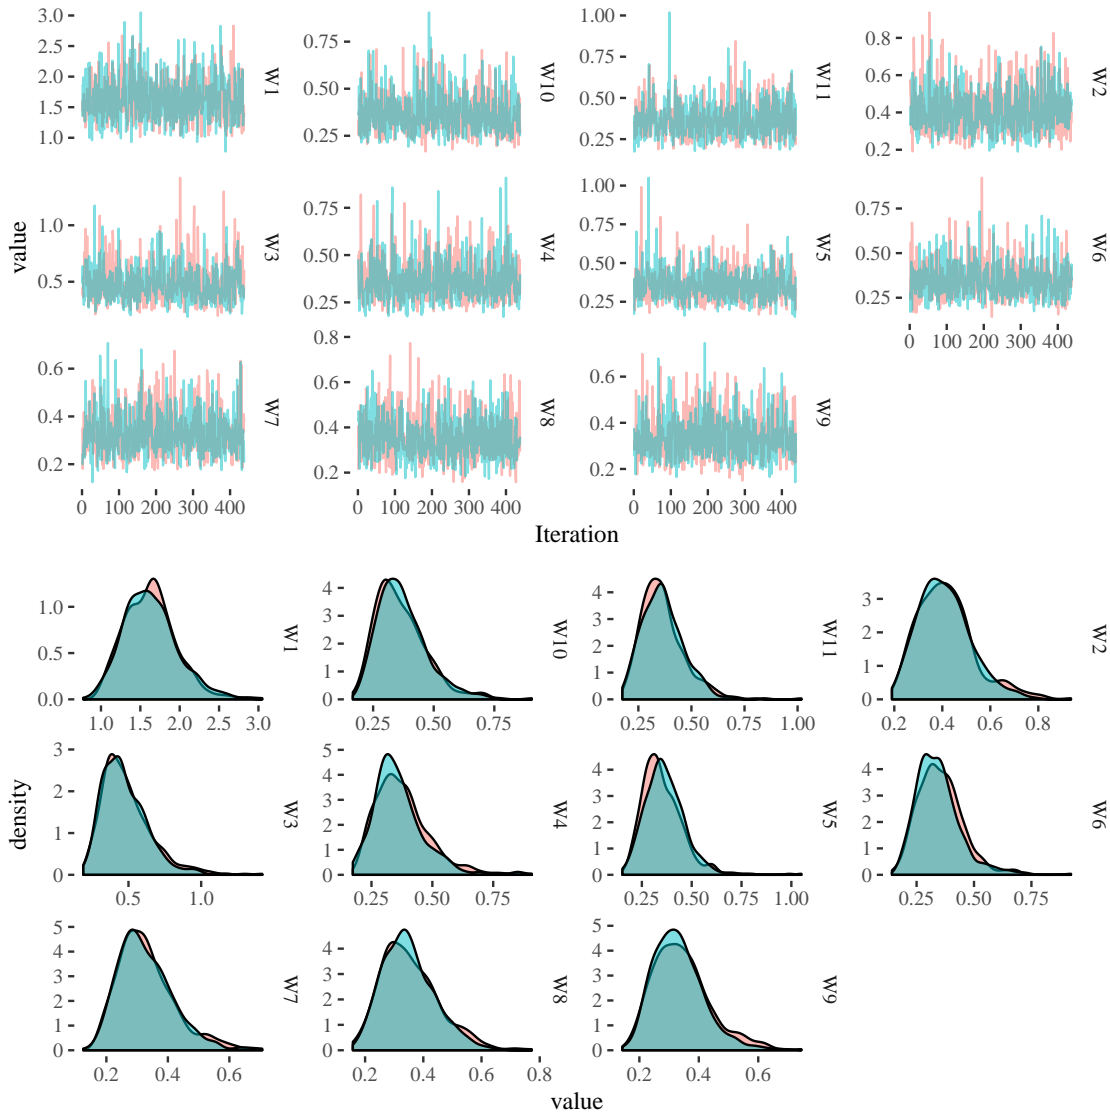 3.0
2.5
2.0
1.5
1.0
W1
0.75
0.50
0.25
W10
1.00
0.75
0.50
0.25
W11
0.8
0.6
0.4
0.2
W2
value
1.0
0.5
W3
0.75
0.50
0.25
W4
1.00
0.75
0.50
0.25
W5
0.75
0.50
0.25
W6
0 100 200 300 400
0.6
0.4
0.2
W7
0 100 200 300 400
0.8
0.6
0.4
0.2
W8
0 100 200 300 400
0.6
0.4
0.2
W9
0 100 200 300 400
Iteration
1.0
0.5
0.0
W1
1.0 1.5 2.0 2.5 3.0
4
3
2
1
0
W10
0.25 0.50 0.75
4
3
2
1
0
W11
0.25 0.50 0.75 1.00
3
2
1
0
W2
0.2 0.4 0.6 0.8
density
3
2
1
0
W3
0.5 1.0
5
4
3
2
1
0
W4
0.25 0.50 0.75
4
3
2
1
0
W5
0.25 0.50 0.75 1.00
4
3
2
1
0
W6
0.25 0.50 0.75
5
4
3
2
1
0
W7
0.2 0.4 0.6
4
3
2
1
0
W8
0.2 0.4 0.6 0.8
5
4
3
2
1
0
W9
0.2 0.4 0.6
value